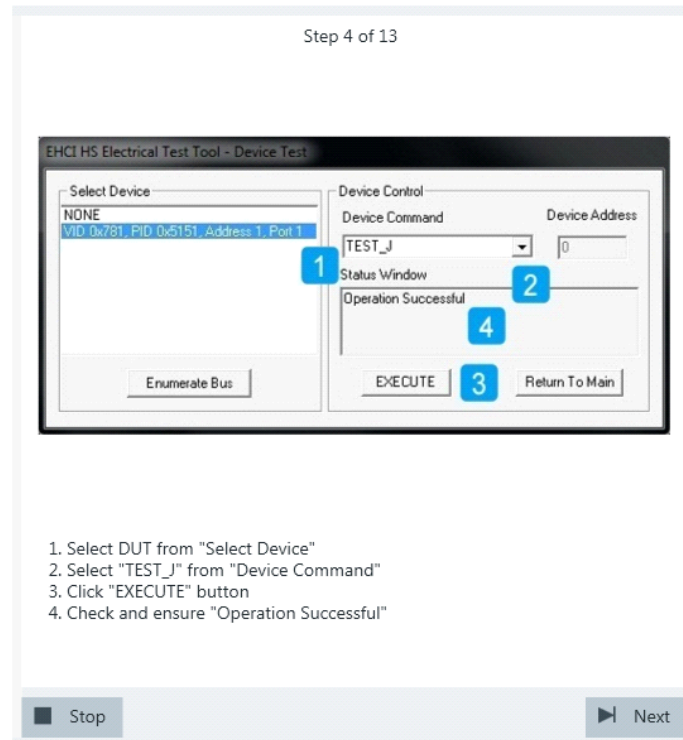 Step 4 of 13
EHCI HS Electrical Test Tool - Device Test
Select Device
NONE
VID 0x781, PID 0x5151, Address 1, Port 1
1
Enumerate Bus
Device Control
Device Command
Device Address
TEST_J
0
2
Status Window
Operation Successful
4
EXECUTE
3
Return To Main
1. Select DUT from "Select Device"
2. Select "TEST_J" from "Device Command"
3. Click "EXECUTE" button
4. Check and ensure "Operation Successful"
Stop
Next